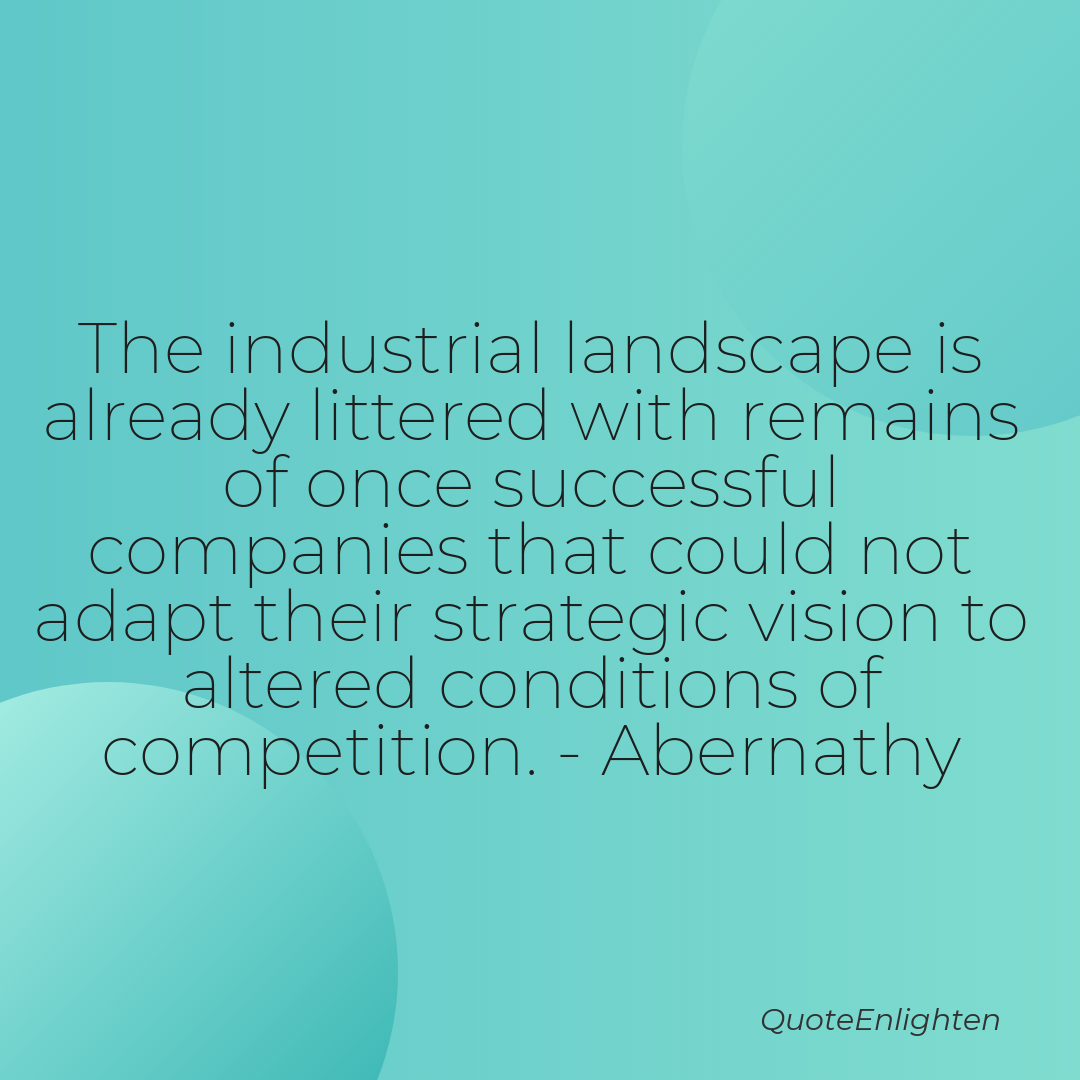 The industrial landscape is
already littered with remains
of once successful
companies that could not
adapt their strategic vision to
altered conditions of
competition. - Abernathy
QuoteEnlighten